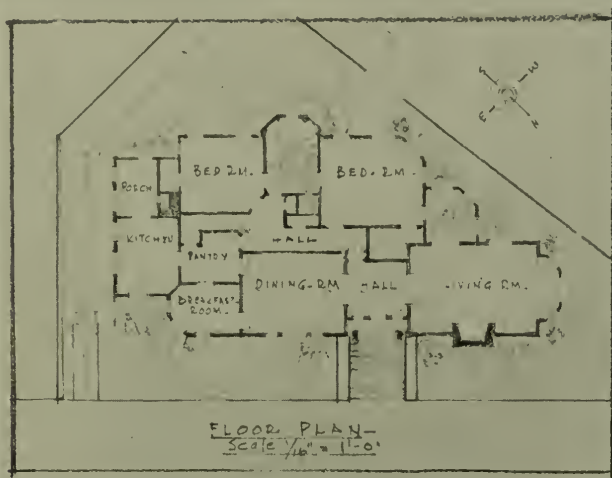 S
W
E
N
BED RM.
BED. RM.
PORCH
KITCHEN
HALL
PANTRY
DINING-RM
HALL
LIVING RM.
BREAKFAST-
ROOM.
FLOOR PLAN-
Scale 1/16" = 1'-0"